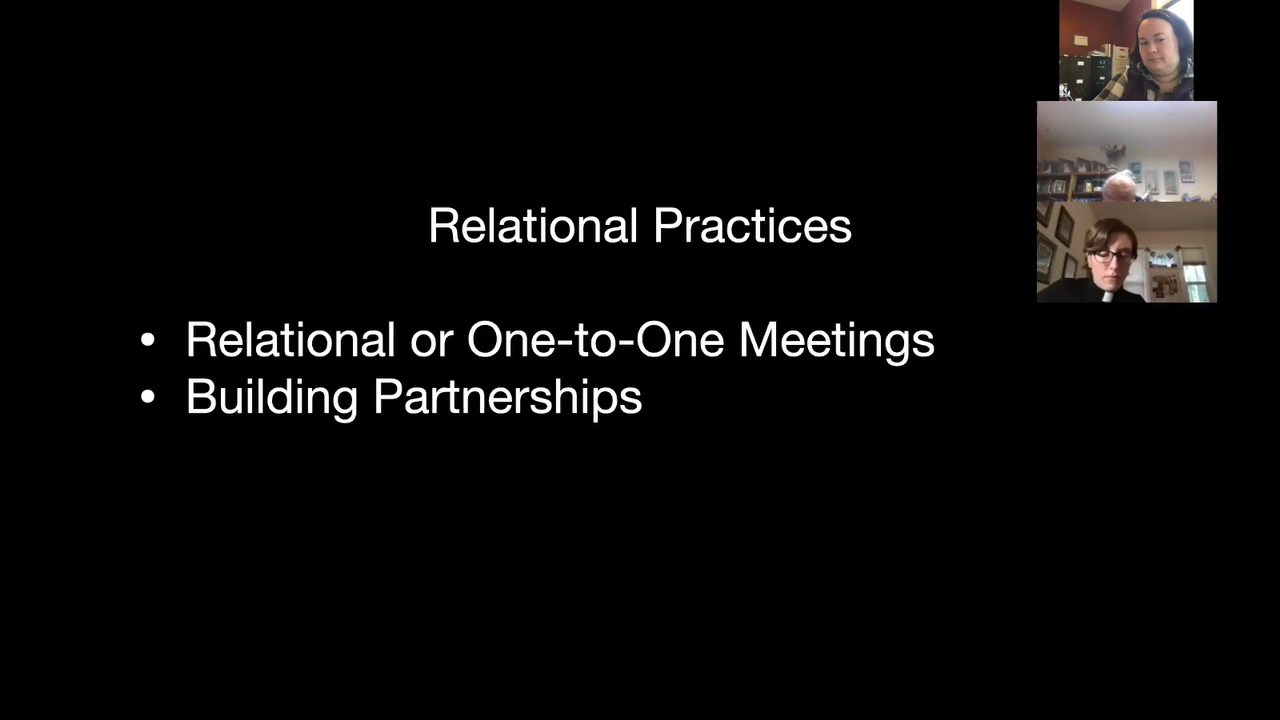 Relational Practices
• Relational or One-to-One Meetings
• Building Partnerships